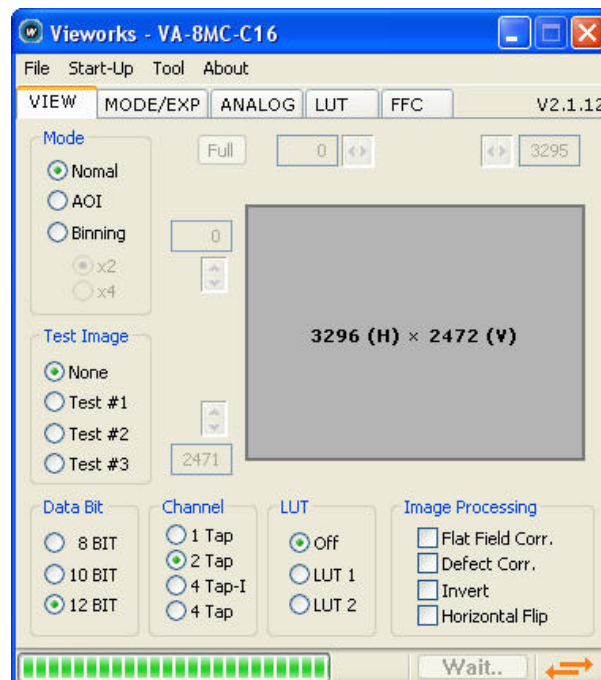 Vieworks - VA-8MC-C16
File Start-Up Tool About
VIEW MODE/EXP ANALOG LUT FFC V2.1.12
Mode
Full 0 3295
Nomal
AOI
Binning
0
x2
x4
Test Image
3296 (H) × 2472 (V)
None
Test #1
Test #2
Test #3
2471
Data Bit
8 BIT
10 BIT
12 BIT
Channel
1 Tap
2 Tap
4 Tap-I
4 Tap
LUT
Off
LUT 1
LUT 2
Image Processing
Flat Field Corr.
Defect Corr.
Invert
Horizontal Flip
Wait..